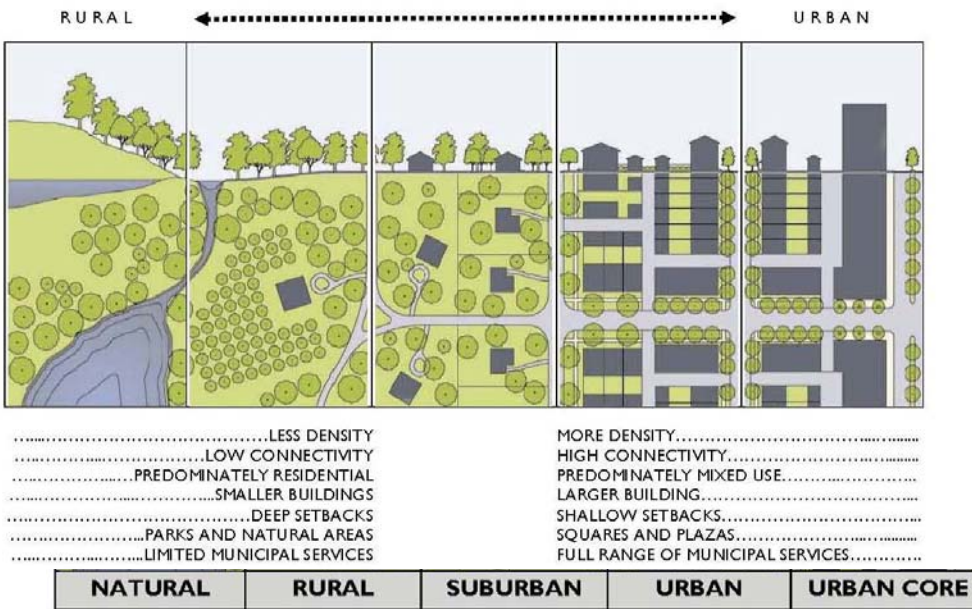 RURAL URBAN
LESS DENSITY
LOW CONNECTIVITY
PREDOMINATELY RESIDENTIAL
SMALLER BUILDINGS
DEEP SETBACKS
PARKS AND NATURAL AREAS
LIMITED MUNICIPAL SERVICES
MORE DENSITY
HIGH CONNECTIVITY
PREDOMINATELY MIXED USE
LARGER BUILDING
SHALLOW SETBACKS
SQUARES AND PLAZAS
FULL RANGE OF MUNICIPAL SERVICES
NATURAL RURAL SUBURBAN URBAN URBAN CORE